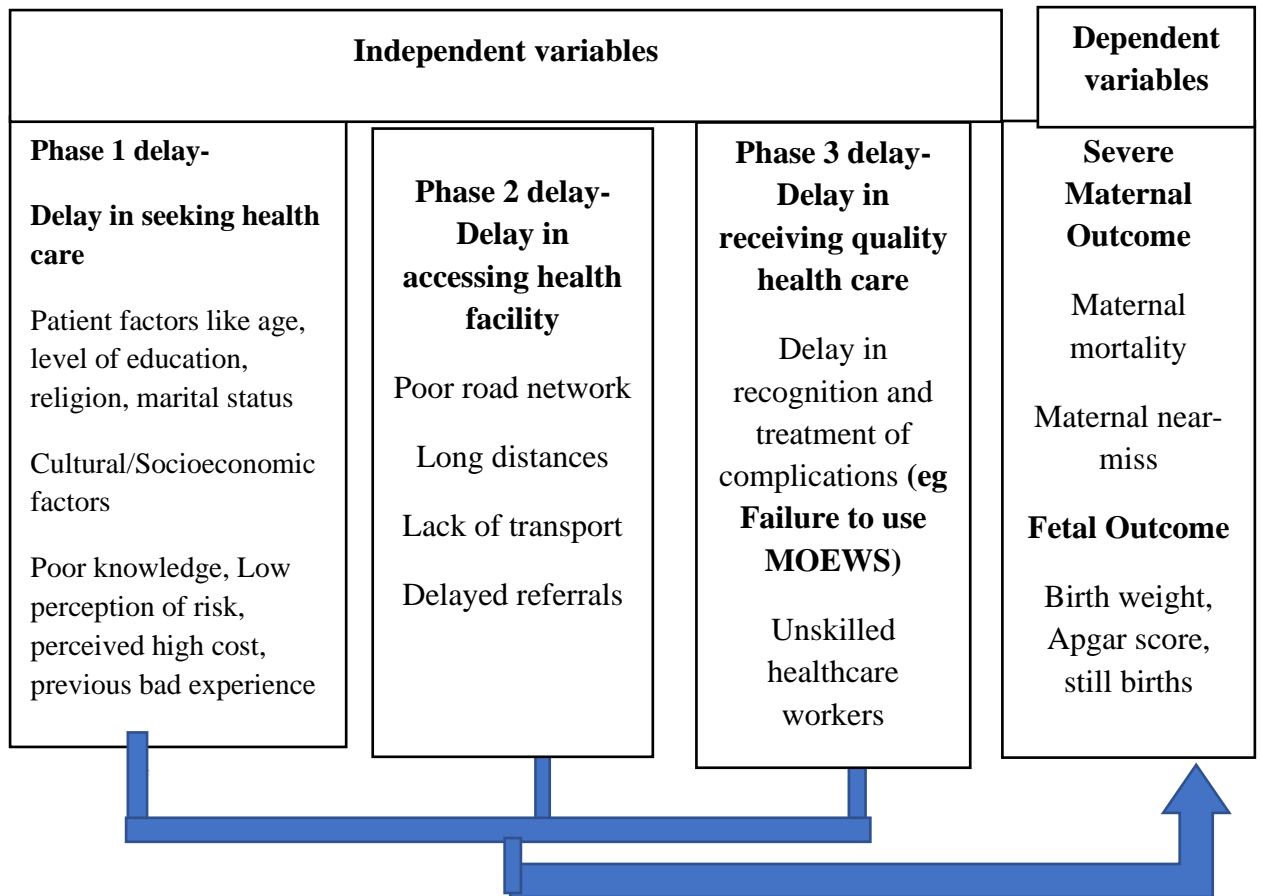 Independent variables
Dependent
variables
Phase 1 delay-
Delay in seeking health
care
Patient factors like age,
level of education,
religion, marital status
Cultural/Socioeconomic
factors
Poor knowledge, Low
perception of risk,
perceived high cost,
previous bad experience
Phase 2 delay-
Delay in
accessing health
facility
Poor road network
Long distances
Lack of transport
Delayed referrals
Phase 3 delay-
Delay in
receiving quality
health care
Delay in
recognition and
treatment of
complications (eg
Failure to use
MOEWS)
Unskilled
healthcare
workers
Severe
Maternal
Outcome
Maternal
mortality
Maternal near-
miss
Fetal Outcome
Birth weight,
Apgar score,
still births